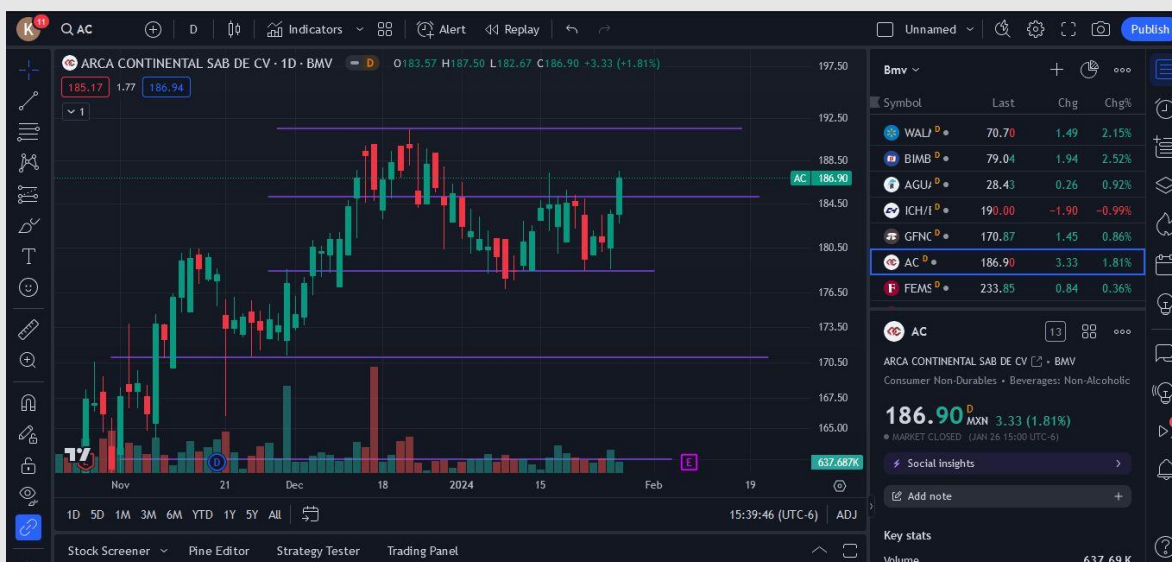 K 11 AC D Indicators Alert Replay Unnamed Publish
ARCA CONTINENTAL SAB DE CV · 1D · BMV D O183.57 H187.50 L182.67 C186.90 +3.33 (+1.81%)
185.17 1.77 186.94
1
197.50
192.50
188.50
AC 186.90
184.50
180.50
176.50
173.50
170.50
167.50
165.00
637.687K
D
E
Nov 21 Dec 18 2024 15 Feb 19
1D 5D 1M 3M 6M YTD 1Y 5Y All 15:39:46 (UTC-6) ADJ
Stock Screener Pine Editor Strategy Tester Trading Panel
Bmv
Symbol Last Chg Chg%
D 70.70 1.49 2.15%
BIMB D 79.04 1.94 2.52%
AGU D 28.43 0.26 0.92%
ICH/ D 190.00 −1.90 −0.99%
GFNC D 170.87 1.45 0.86%
AC D 186.90 3.33 1.81%
FEMS D 233.85 0.84 0.36%
AC 13
ARCA CONTINENTAL SAB DE CV · BMV
Consumer Non-Durables • Beverages: Non-Alcoholic
186.90 D MXN 3.33 (1.81%)
MARKET CLOSED (JAN 26 15:00 UTC-6)
Social insights
Add note
Key stats
Volume 637.69 K